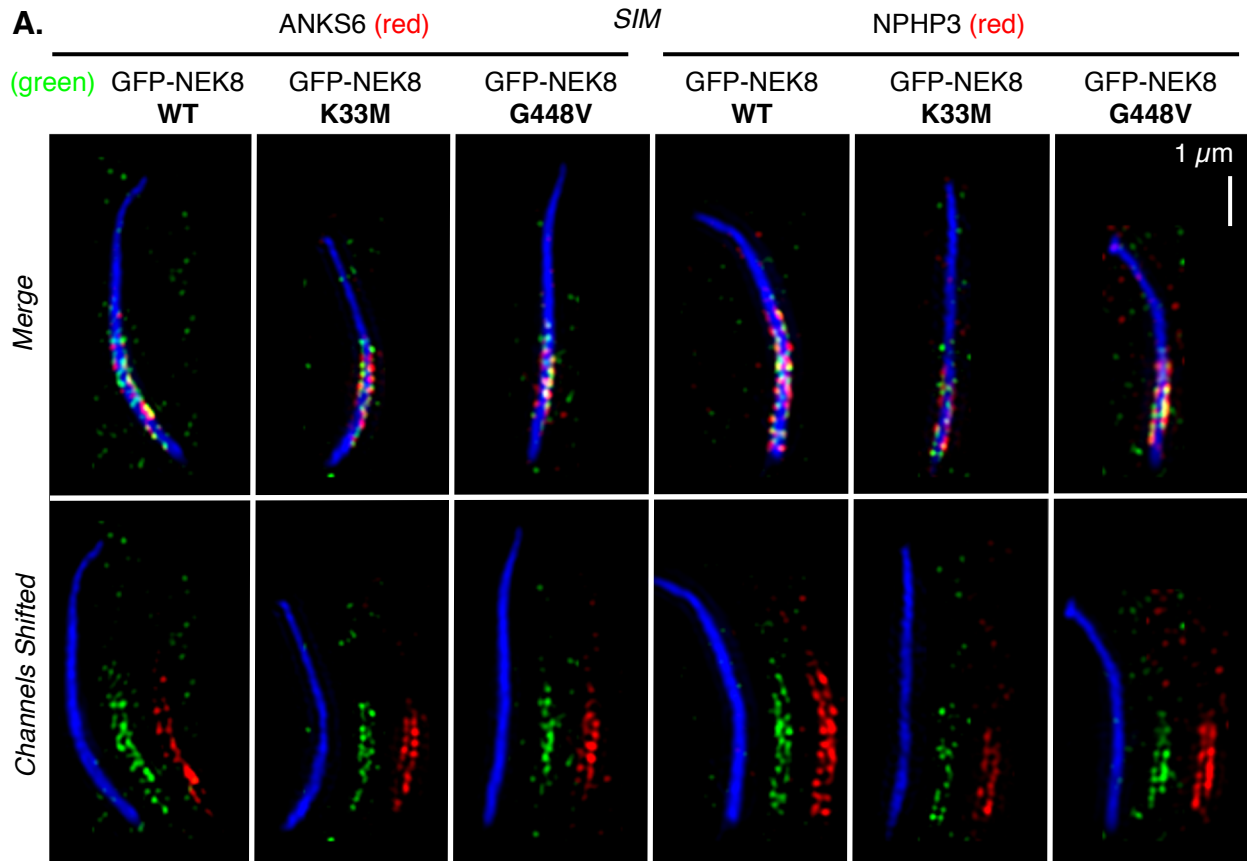 A.
SIM
ANKS6 (red)
NPHP3 (red)
(green) GFP-NEK8 GFP-NEK8 GFP-NEK8 GFP-NEK8 GFP-NEK8 GFP-NEK8
WT K33M G448V WT K33M G448V
1 µm
Merge
Channels Shifted